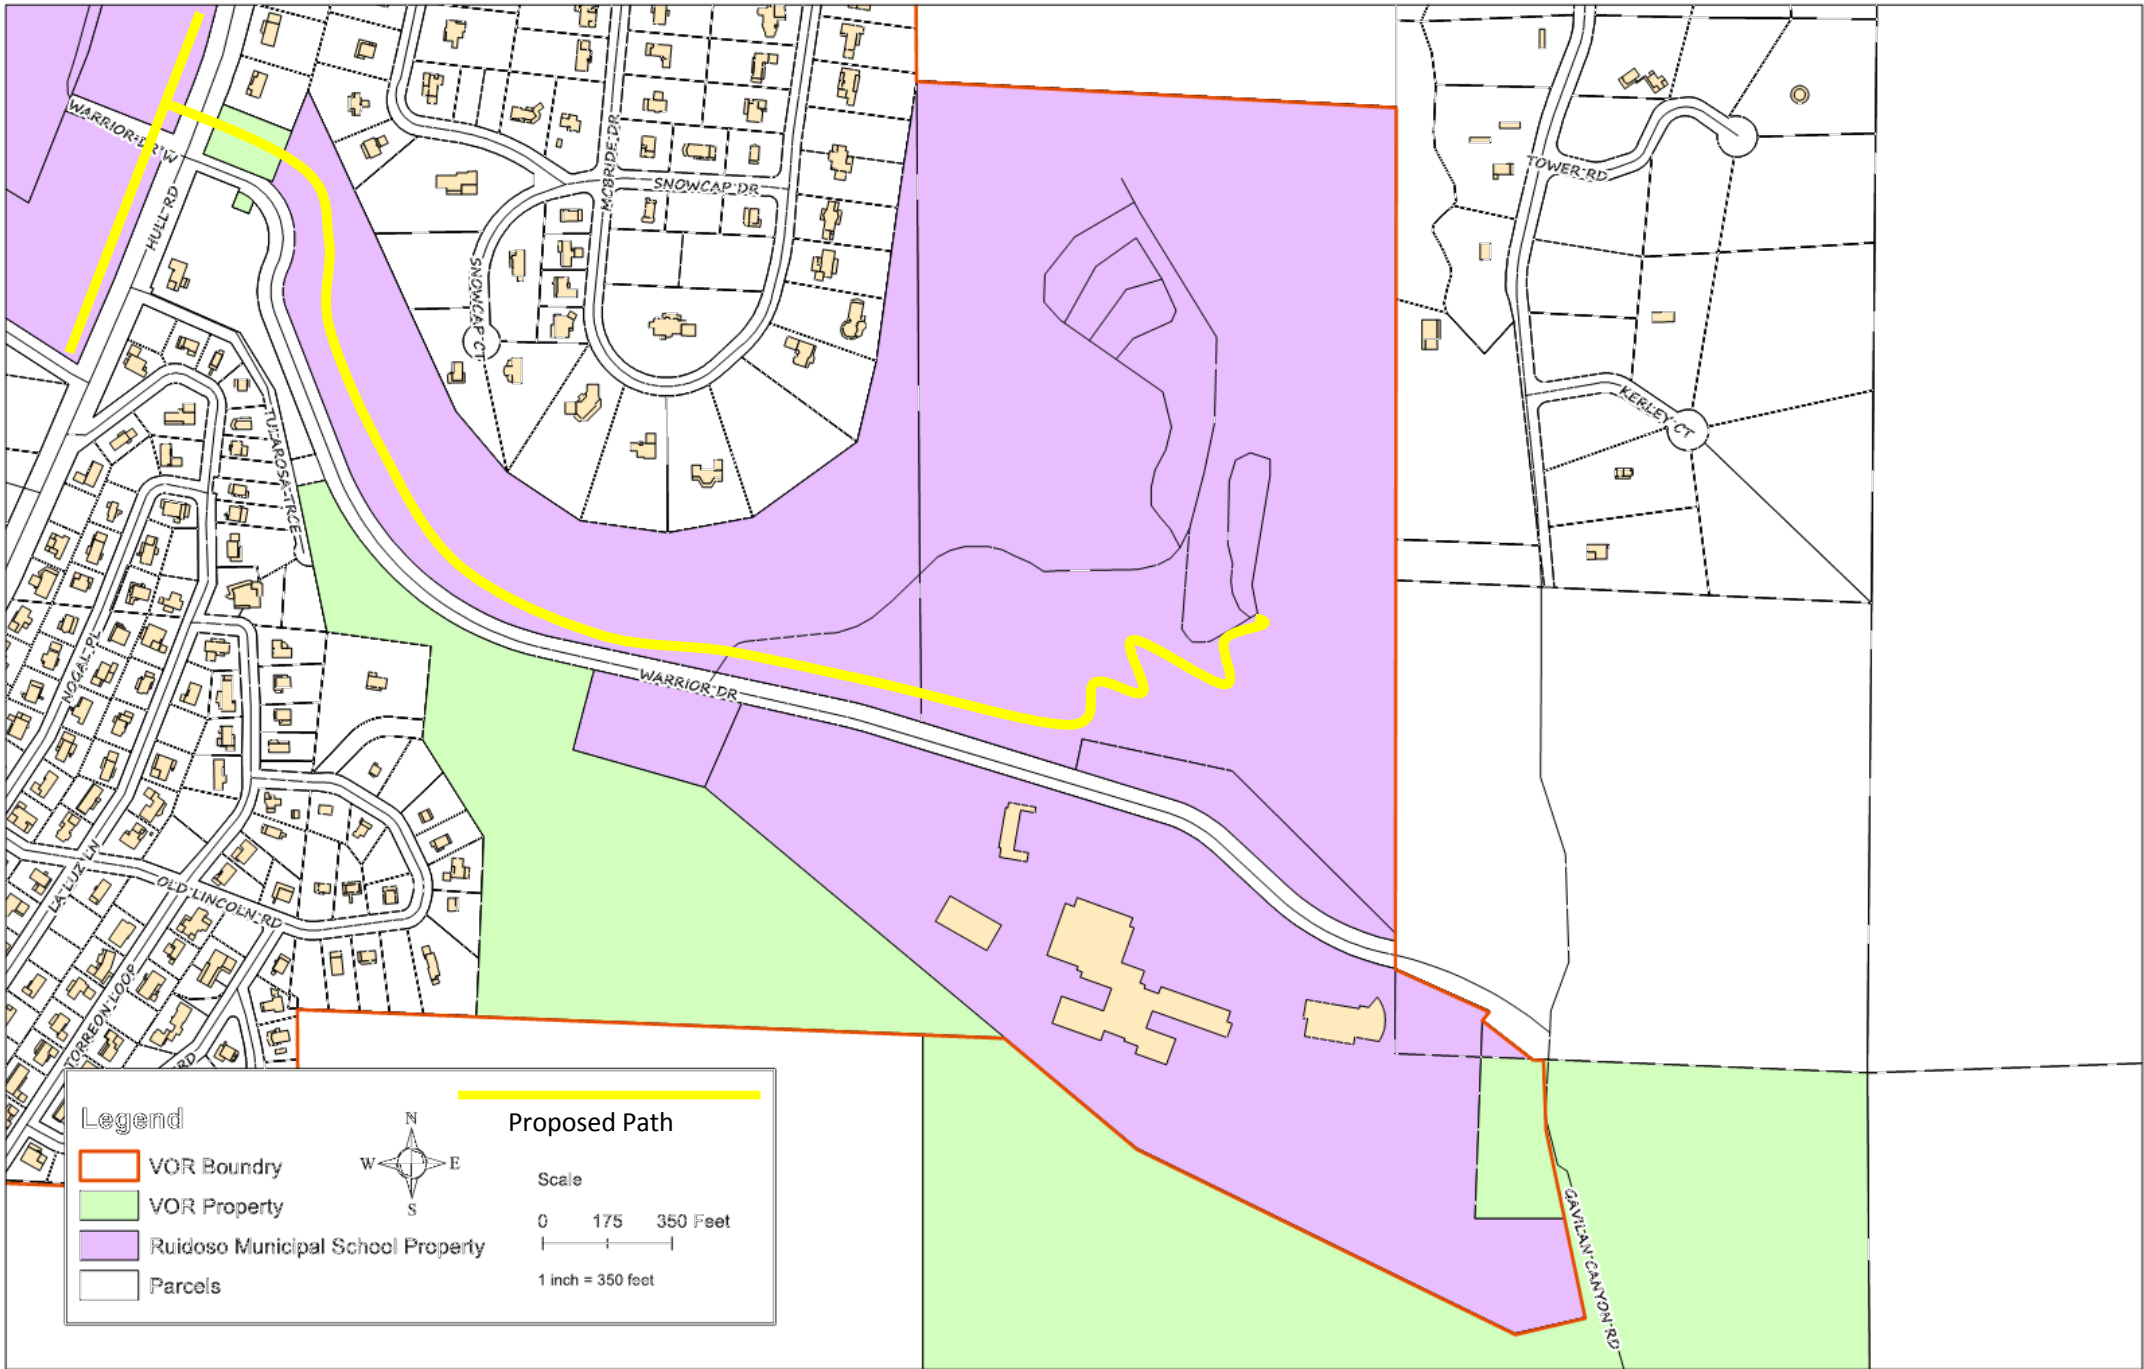 WARRIOR DR W
HULL RD
MCBRIDE DR
SNOWCAP DR
SNOWCAP CT
TOWER RD
KERLEY CT
TULAROSA TRCE
WARRIOR DR
NOGAL PL
LA LUZ LN
OLD LINCOLN RD
TORREON LOOP
RD
GAVILAN CANYON RD
Legend
VOR Boundry
VOR Property
Ruidoso Municipal School Property
Parcels
N
W E
S
Proposed Path
Scale
0 175 350 Feet
1 inch = 350 feet